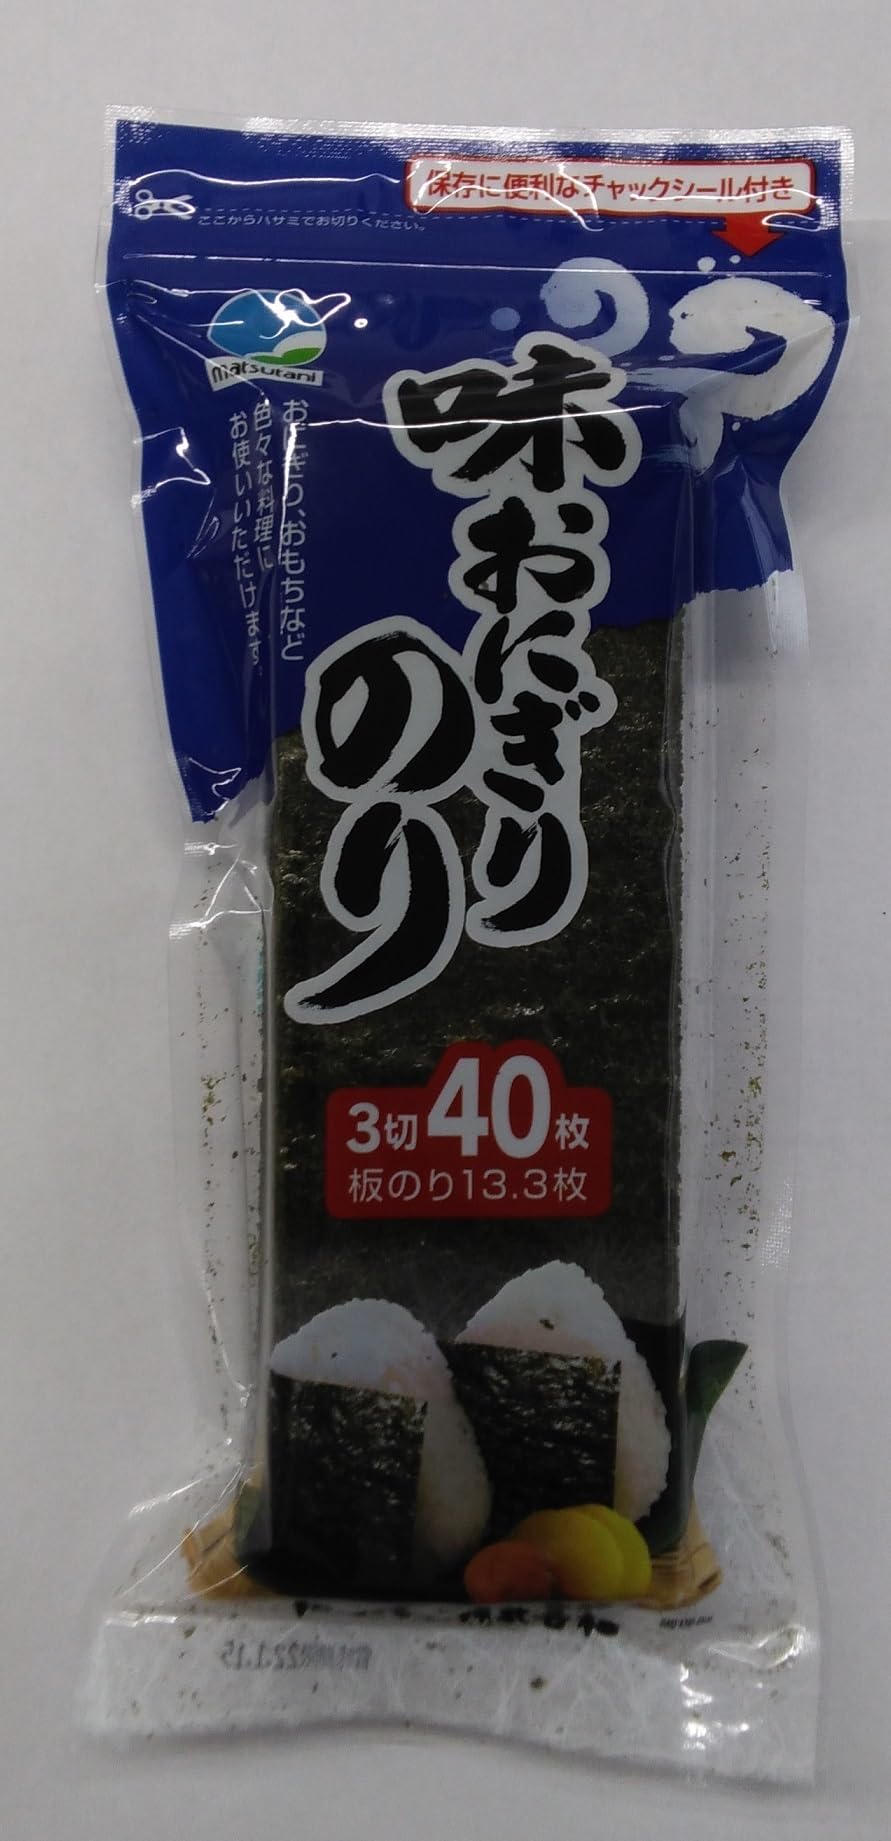 保存に便利なチャックシール付き
ここからハサミでお切りください。
matsutani
味おにぎり
のり
おにぎり、おもちなど
色々な料理に
お使いいただけます
3切40枚
板のり13.3枚
22.1.15